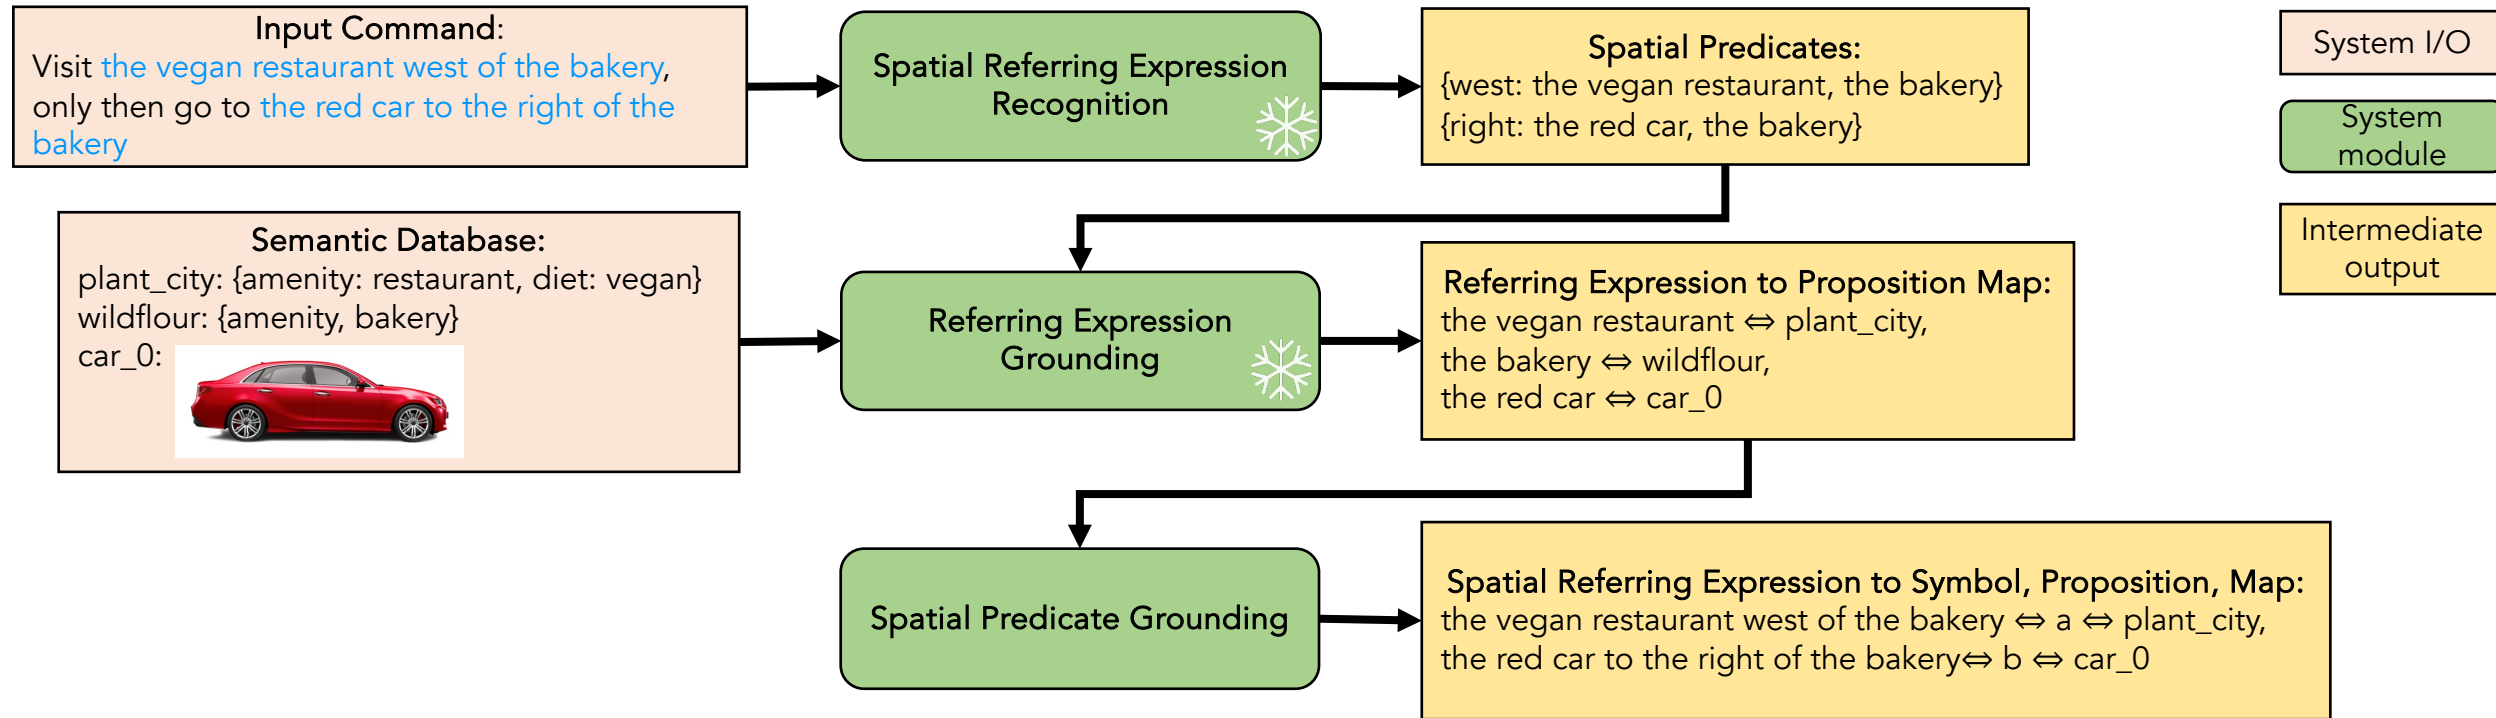 Input Command:
Visit the vegan restaurant west of the bakery,
only then go to the red car to the right of the
bakery
Spatial Referring Expression
Recognition
Spatial Predicates:
{west: the vegan restaurant, the bakery}
{right: the red car, the bakery}
System I/O
System
module
Intermediate
output
Semantic Database:
plant_city: {amenity: restaurant, diet: vegan}
wildflour: {amenity, bakery}
car_0:
Referring Expression
Grounding
Referring Expression to Proposition Map:
the vegan restaurant ⇔ plant_city,
the bakery ⇔ wildflour,
the red car ⇔ car_0
Spatial Predicate Grounding
Spatial Referring Expression to Symbol, Proposition, Map:
the vegan restaurant west of the bakery ⇔ a ⇔ plant_city,
the red car to the right of the bakery⇔ b ⇔ car_0